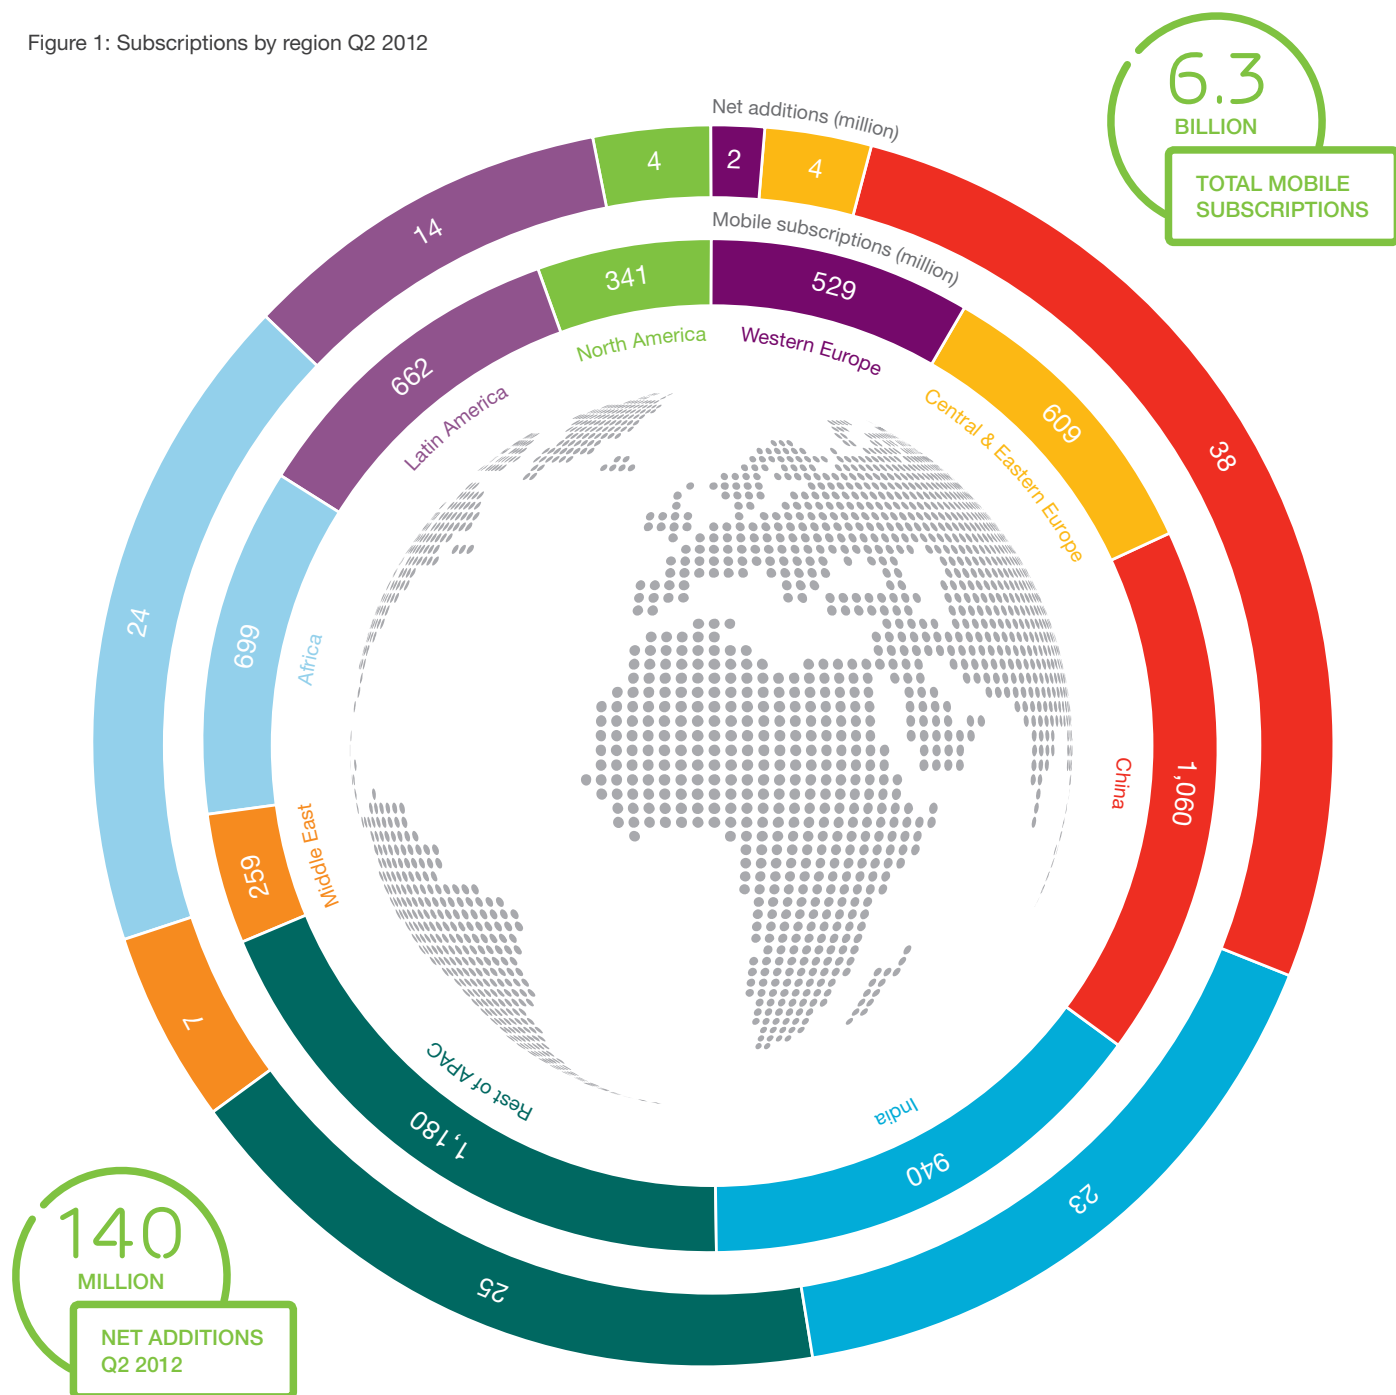 Figure 1: Subscriptions by region Q2 2012
6.3
BILLION
TOTAL MOBILE
SUBSCRIPTIONS
Net additions (million)
2
4
38
23
25
7
24
14
4
Mobile subscriptions (million)
529
609
1,060
940
1,180
259
699
662
341
Western Europe
Central & Eastern Europe
China
India
Rest of APAC
Middle East
Africa
Latin America
North America
140
MILLION
NET ADDITIONS
Q2 2012